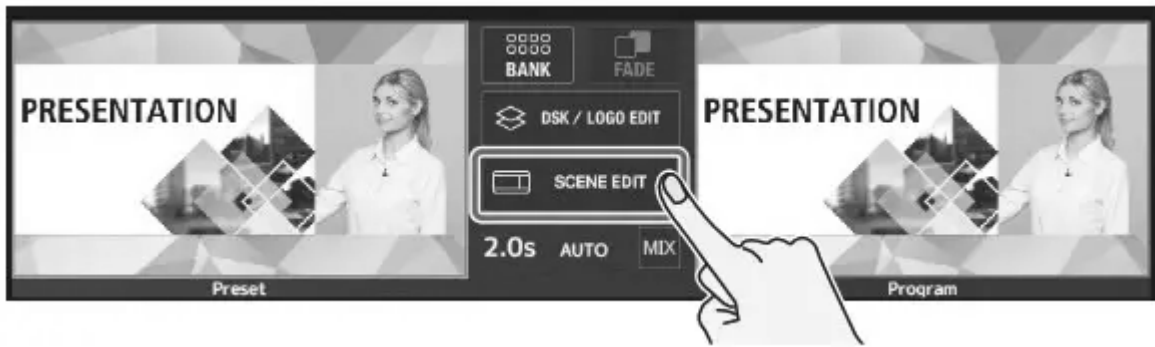 PRESENTATION
Preset
BANK
FADE
DSK / LOGO EDIT
SCENE EDIT
2.0s AUTO MIX
PRESENTATION
Program